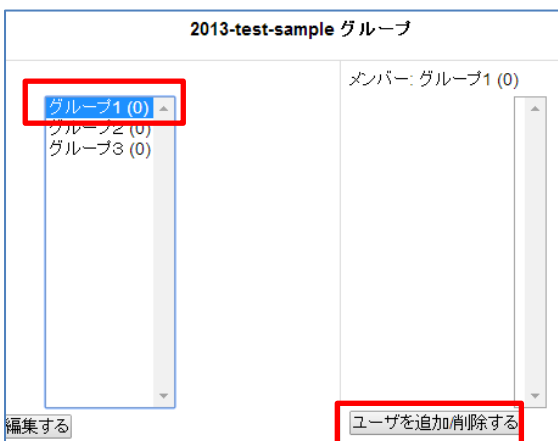 2013-test-sample グループ
メンバー: グループ1 (0)
グループ1 (0)
グループ2 (0)
グループ3 (0)
編集する
ユーザを追加/削除する